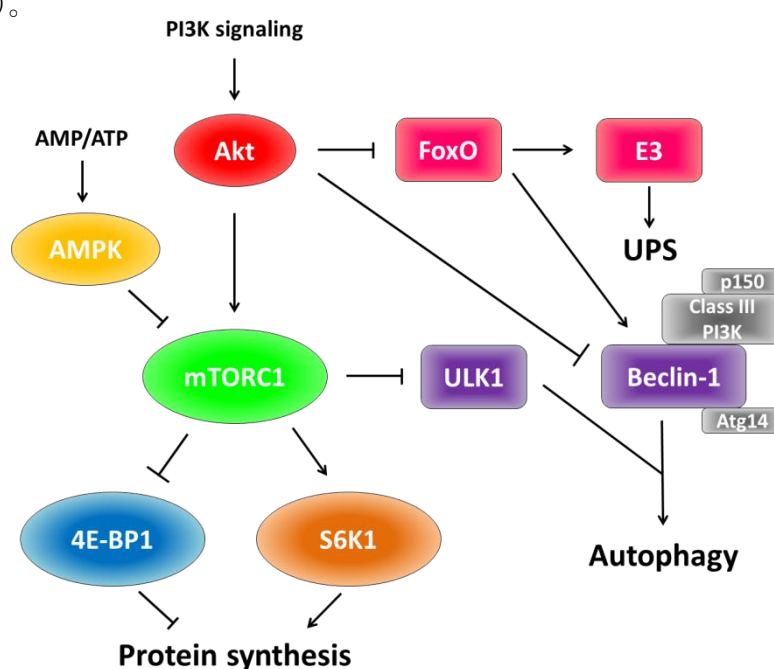 )。
PI3K signaling
AMP/ATP
Akt
FoxO
E3
AMPK
UPS
p150
Class III
PI3K
mTORC1
ULK1
Beclin-1
Atg14
4E-BP1
S6K1
Autophagy
Protein synthesis